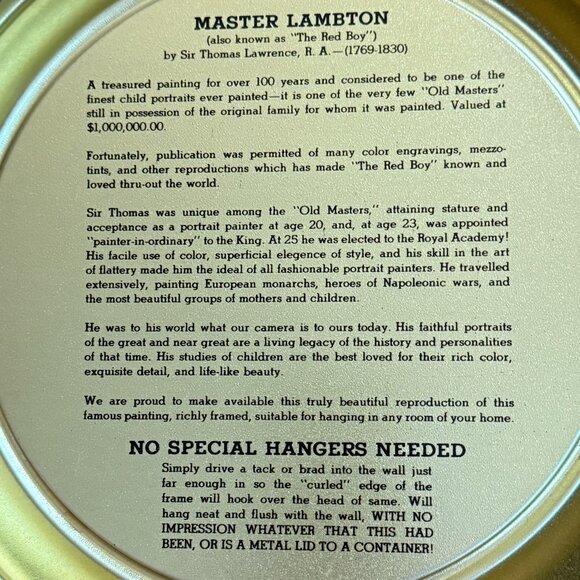 MASTER LAMBTON
(also known as "The Red Boy")
by Sir Thomas Lawrence, R. A.—(1769-1830)
A treasured painting for over 100 years and considered to be one of the
finest child portraits ever painted—it is one of the very few "Old Masters"
still in possession of the original family for whom it was painted. Valued at
$1,000,000.00.
Fortunately, publication was permitted of many color engravings, mezzo-
tints, and other reproductions which has made "The Red Boy" known and
loved thru-out the world.
Sir Thomas was unique among the "Old Masters," attaining stature and
acceptance as a portrait painter at age 20, and, at age 23, was appointed
"painter-in-ordinary" to the King. At 25 he was elected to the Royal Academy!
His facile use of color, superficial elegence of style, and his skill in the art
of flattery made him the ideal of all fashionable portrait painters. He travelled
extensively, painting European monarchs, heroes of Napoleonic wars, and
the most beautiful groups of mothers and children.
He was to his world what our camera is to ours today. His faithful portraits
of the great and near great are a living legacy of the history and personalities
of that time. His studies of children are the best loved for their rich color,
exquisite detail, and life-like beauty.
We are proud to make available this truly beautiful reproduction of this
famous painting, richly framed, suitable for hanging in any room of your home.
NO SPECIAL HANGERS NEEDED
Simply drive a tack or brad into the wall just
far enough in so the "curled" edge of the
frame will hook over the head of same. Will
hang neat and flush with the wall, WITH NO
IMPRESSION WHATEVER THAT THIS HAD
BEEN, OR IS A METAL LID TO A CONTAINER!